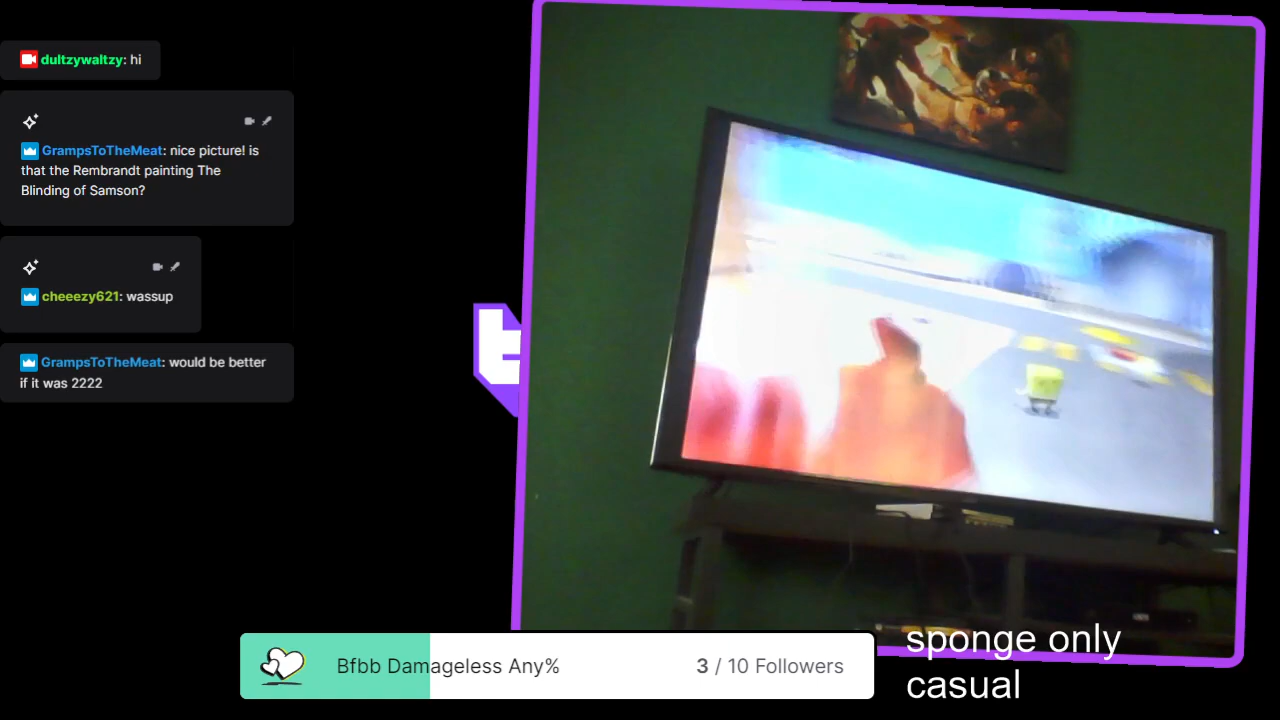 dultzywaltzy: hi
GrampsToTheMeat: nice picture! is
that the Rembrandt painting The
Blinding of Samson?
cheeezy621: wassup
GrampsToTheMeat: would be better
if it was 2222
Bfbb Damageless Any% 3 / 10 Followers
sponge only
casual